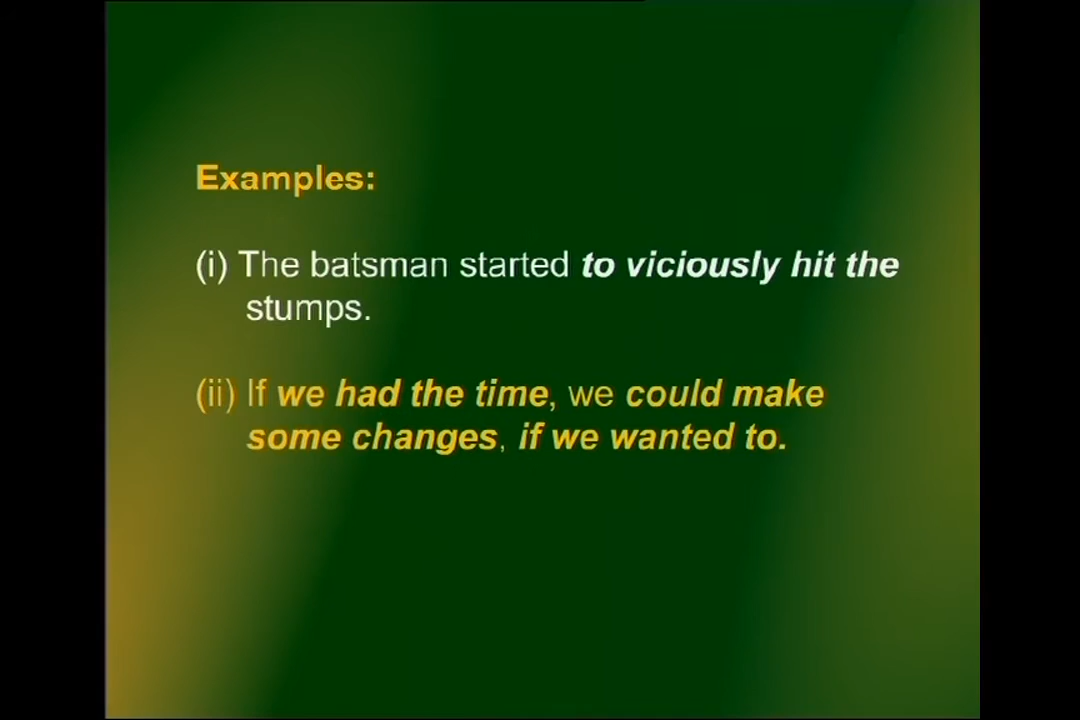 Examples:
(i) The batsman started to viciously hit the
stumps.
(ii) If we had the time, we could make
some changes, if we wanted to.